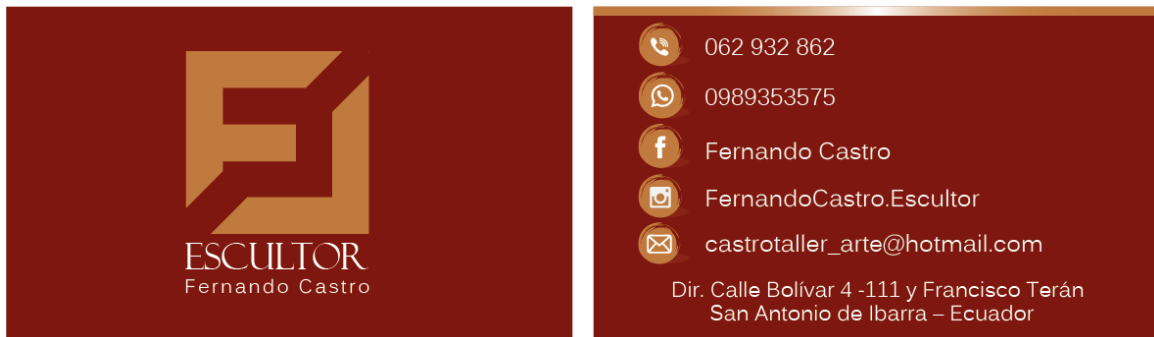 ESCULTOR
Fernando Castro
062 932 862
0989353575
Fernando Castro
FernandoCastro.Escultor
castrotaller_arte@hotmail.com
Dir. Calle Bolívar 4 -111 y Francisco Terán
San Antonio de Ibarra – Ecuador